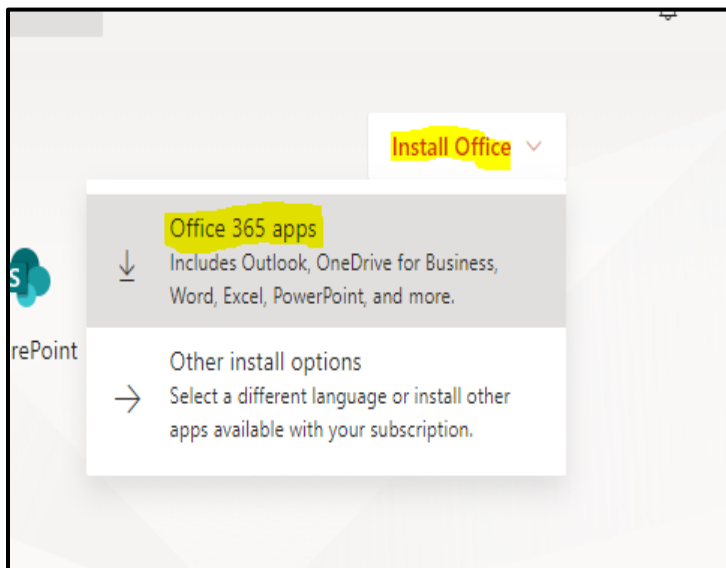 Install Office
Office 365 apps
Includes Outlook, OneDrive for Business,
Word, Excel, PowerPoint, and more.
S
rePoint
Other install options
Select a different language or install other
apps available with your subscription.